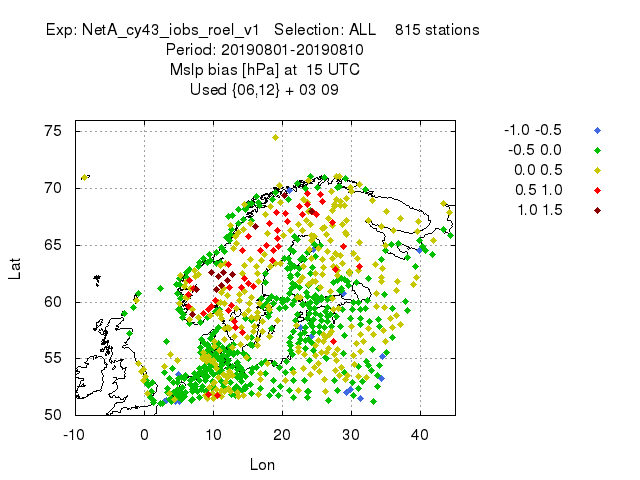 Exp: NetA_cy43_iobs_roel_v1 Selection: ALL 815 stations
Period: 20190801-20190810
Mslp bias [hPa] at 15 UTC
Used {06,12} + 03 09
-1.0 -0.5
-0.5 0.0
0.0 0.5
0.5 1.0
1.0 1.5
75
70
65
60
55
50
Lat
-10 0 10 20 30 40
Lon